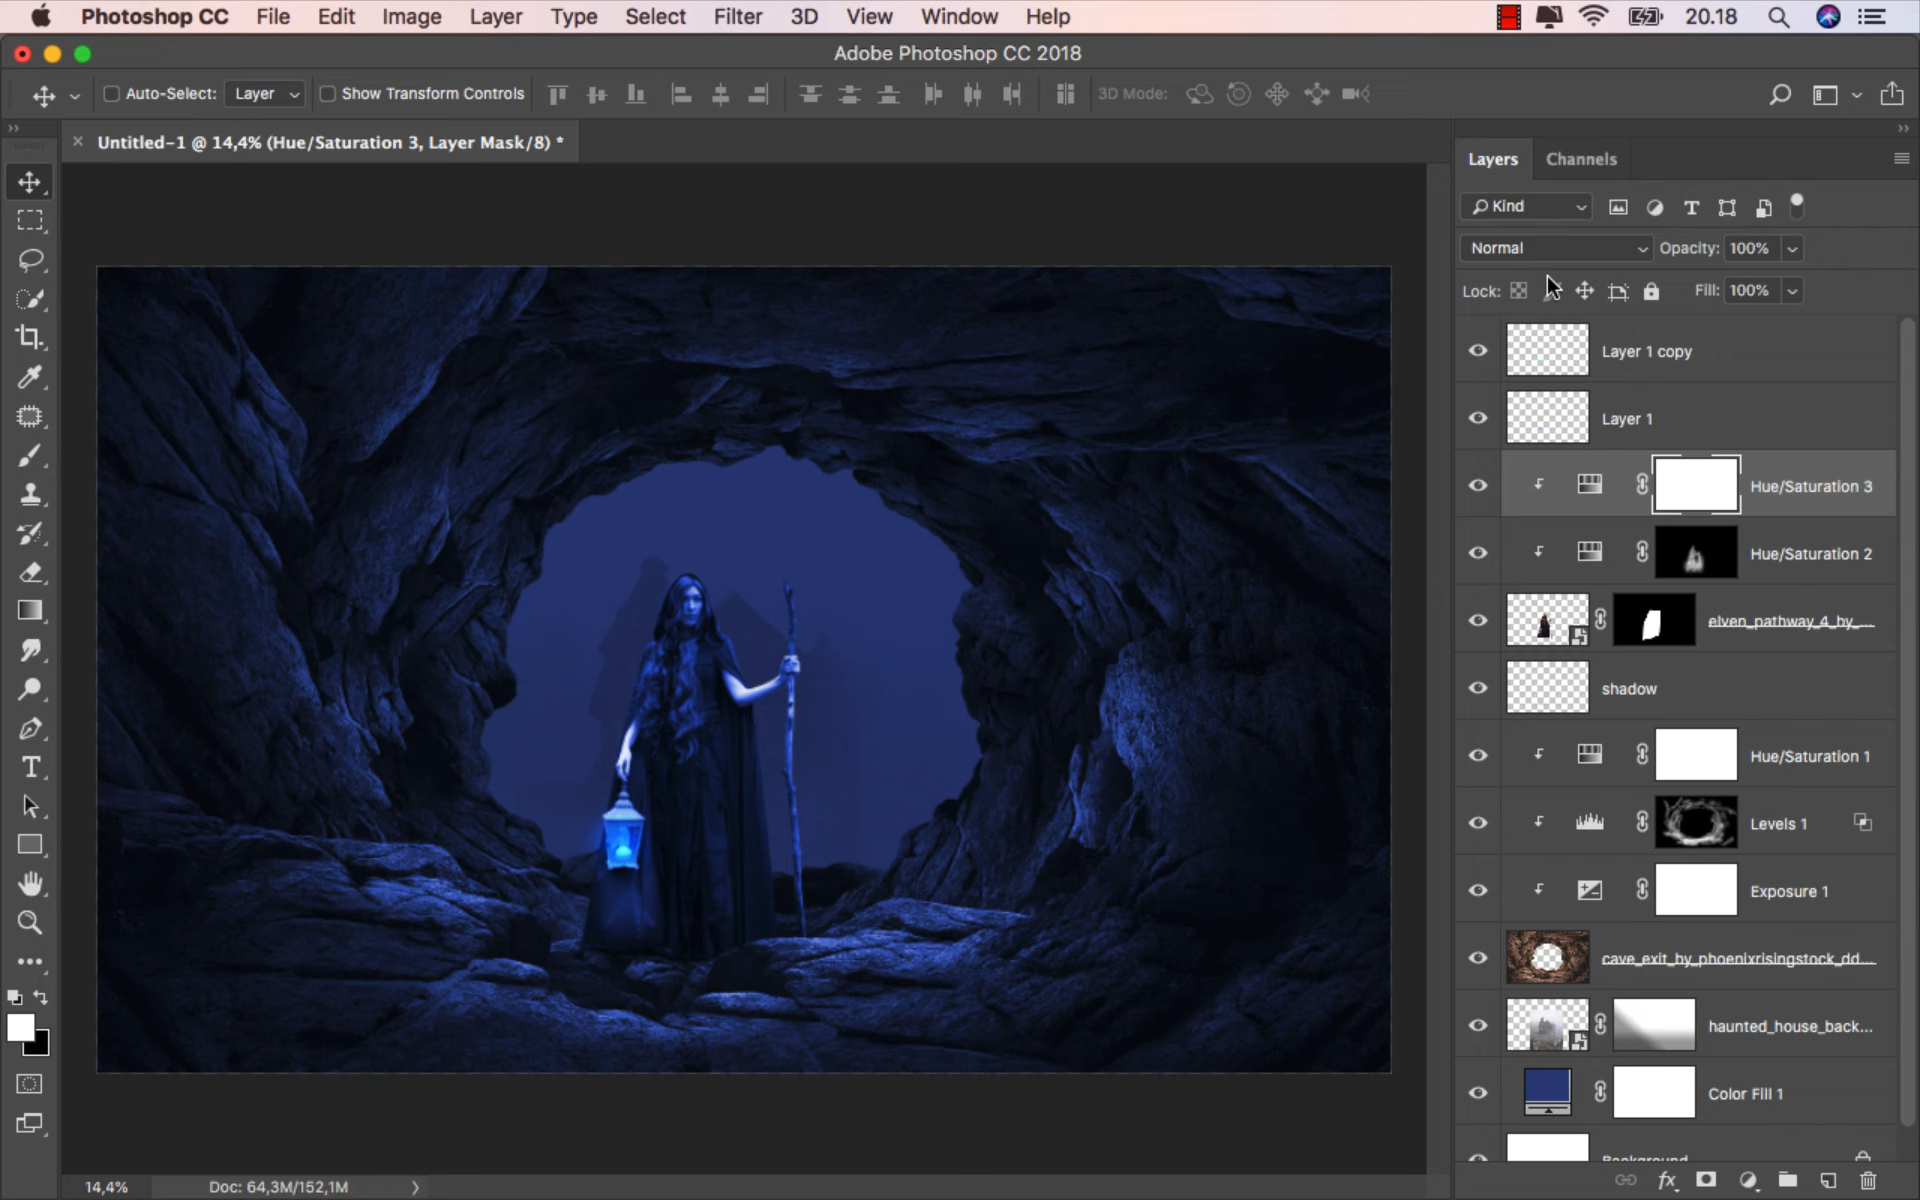 Photoshop CC File Edit Image Layer Type Select Filter 3D View Window Help 20.18
Adobe Photoshop CC 2018
Auto-Select: Layer Show Transform Controls 3D Mode:
Untitled-1 @ 14,4% (Hue/Saturation 3, Layer Mask/8) *
Layers Channels
Kind
Normal Opacity: 100%
Lock: Fill: 100%
Layer 1 copy
Layer 1
Hue/Saturation 3
Hue/Saturation 2
elven_pathway_4_by_...
shadow
Hue/Saturation 1
Levels 1
Exposure 1
cave_exit_by_phoenixrisingstock_dd...
haunted_house_back...
Color Fill 1
Background
14,4% Doc: 64,3M/152,1M